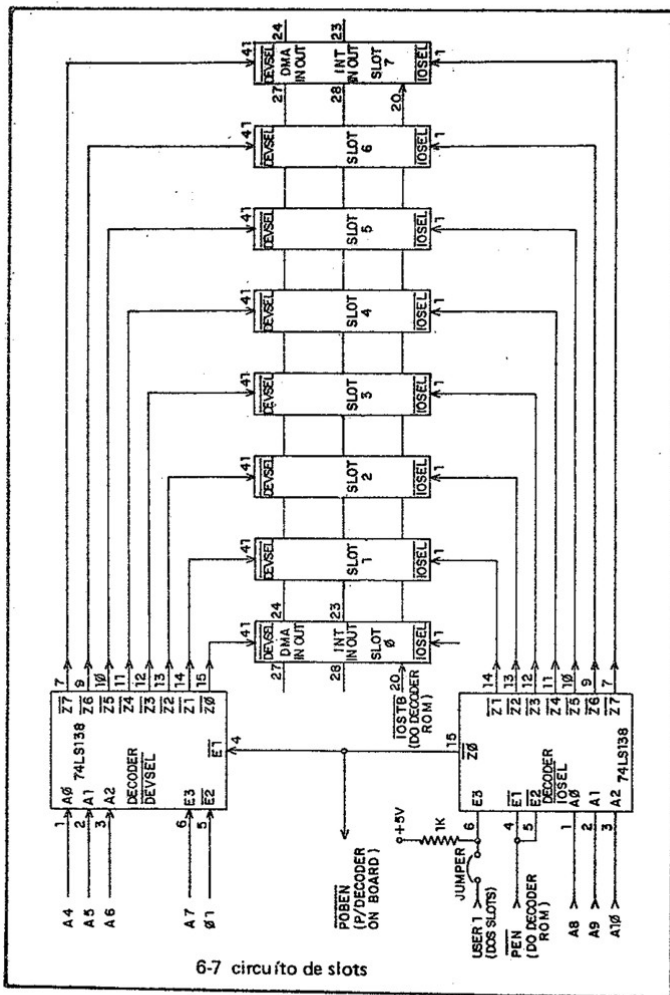 A4
A5
A6
A7
Ø1
1 AØ
2 A1
3 A2
6 E3
5 E2
74LS138
DECODER
DEVSEL
E1 4
Z7 7
Z6 9
Z5 10
Z4 11
Z3 12
Z2 13
Z1 14
ZØ 15
41
DEVSEL
27 DMA 24
IN OUT
28 INT 23
IN OUT
SLOT
Ø
IOSEL
1
IOSTB 20
(DO DECODER
ROM)
41
DEVSEL
SLOT
1
IOSEL
1
41
DEVSEL
SLOT
2
IOSEL
1
41
DEVSEL
SLOT
3
IOSEL
1
41
DEVSEL
SLOT
4
IOSEL
1
41
DEVSEL
SLOT
5
IOSEL
1
41
DEVSEL
SLOT
6
IOSEL
1
41
DEVSEL
27 DMA 24
IN OUT
28 INT 23
IN OUT
SLOT
7
20
IOSEL
1
POBEN
(P/DECODER
ON BOARD)
+5V
1K
JUMPER
USER 1
(DOS SLOTS)
PEN
(DO DECODER
ROM)
A8
A9
A1Ø
6 E3
4 E1
5 E2
1 AØ
2 A1
3 A2
DECODER
IOSEL
74LS138
15 ZØ
Z1 14
Z2 13
Z3 12
Z4 11
Z5 10
Z6 9
Z7 7
6-7 circuíto de slots